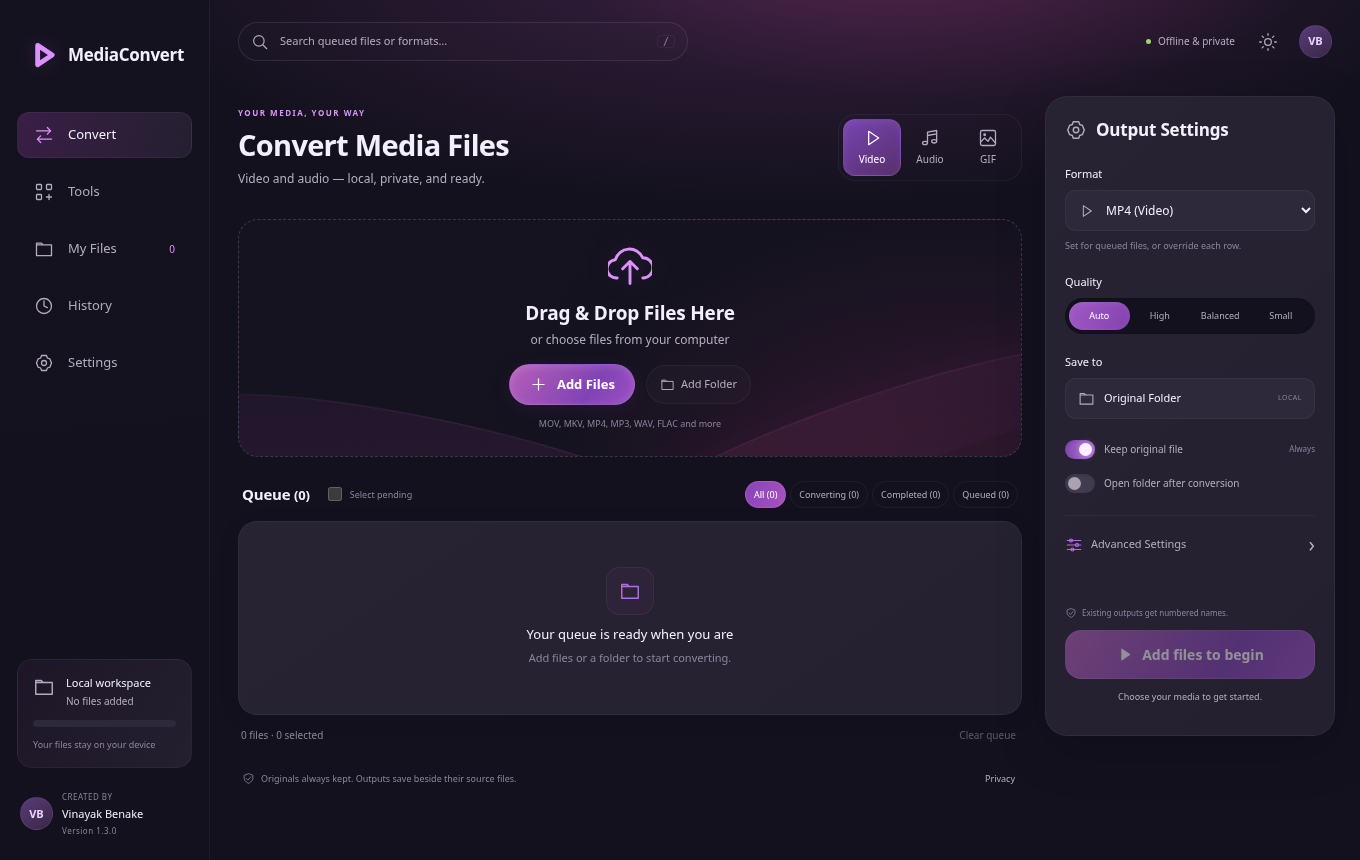 MediaConvert
Convert
Tools
My Files 0
History
Settings
Local workspace
No files added
Your files stay on your device
VB
CREATED BY
Vinayak Benake
Version 1.3.0
Search queued files or formats... /
Offline & private
VB
YOUR MEDIA, YOUR WAY
Convert Media Files
Video and audio — local, private, and ready.
Video Audio GIF
Drag & Drop Files Here
or choose files from your computer
Add Files Add Folder
MOV, MKV, MP4, MP3, WAV, FLAC and more
Queue (0) Select pending All (0) Converting (0) Completed (0) Queued (0)
Your queue is ready when you are
Add files or a folder to start converting.
0 files · 0 selected Clear queue
Originals always kept. Outputs save beside their source files. Privacy
Output Settings
Format
MP4 (Video)
Set for queued files, or override each row.
Quality
Auto High Balanced Small
Save to
Original Folder LOCAL
Keep original file Always
Open folder after conversion
Advanced Settings
Existing outputs get numbered names.
Add files to begin
Choose your media to get started.